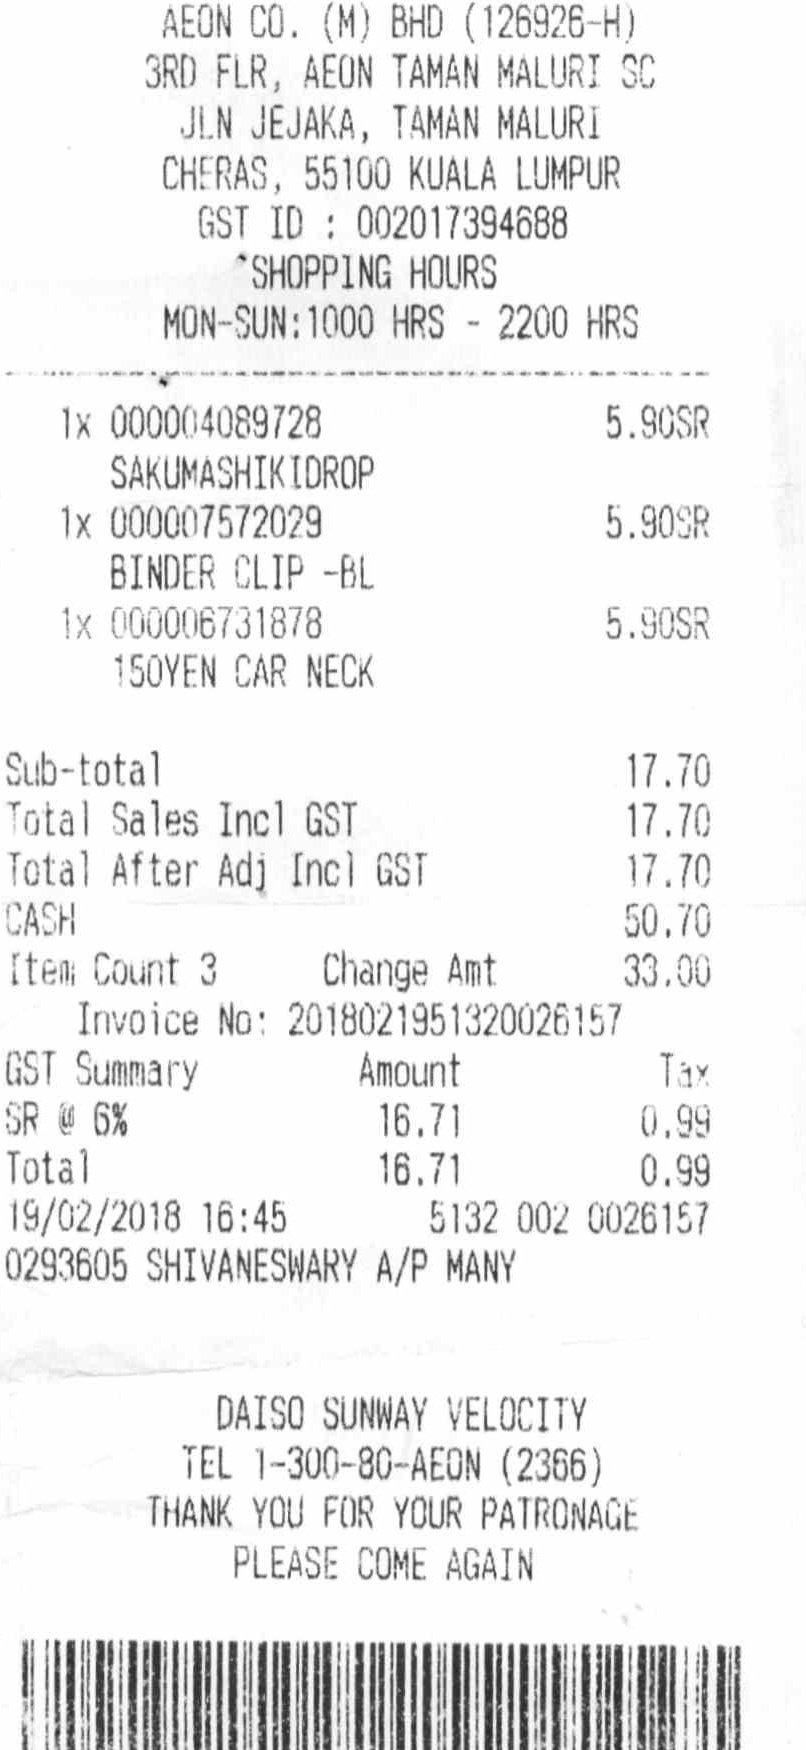 AEON CO. (M) BHD (126926-H)
3RD FLR, AEON TAMAN MALURI SC
JLN JEJAKA, TAMAN MALURI
CHERAS, 55100 KUALA LUMPUR
GST ID : 002017394688
SHOPPING HOURS
MON-SUN:1000 HRS - 2200 HRS
1x 000004089728 5.90SR
SAKUMASHIKIDROP
1x 000007572029 5.90SR
BINDER CLIP -BL
1x 000006731878 5.90SR
150YEN CAR NECK
Sub-total 17.70
Total Sales Incl GST 17.70
Total After Adj Incl GST 17.70
CASH 50.70
Item Count 3 Change Amt 33.00
Invoice No: 2018021951320026157
GST Summary Amount Tax
SR @ 6% 16.71 0.99
Total 16.71 0.99
19/02/2018 16:45 5132 002 0026157
0293605 SHIVANESWARY A/P MANY
DAISO SUNWAY VELOCITY
TEL 1-300-80-AEON (2366)
THANK YOU FOR YOUR PATRONAGE
PLEASE COME AGAIN